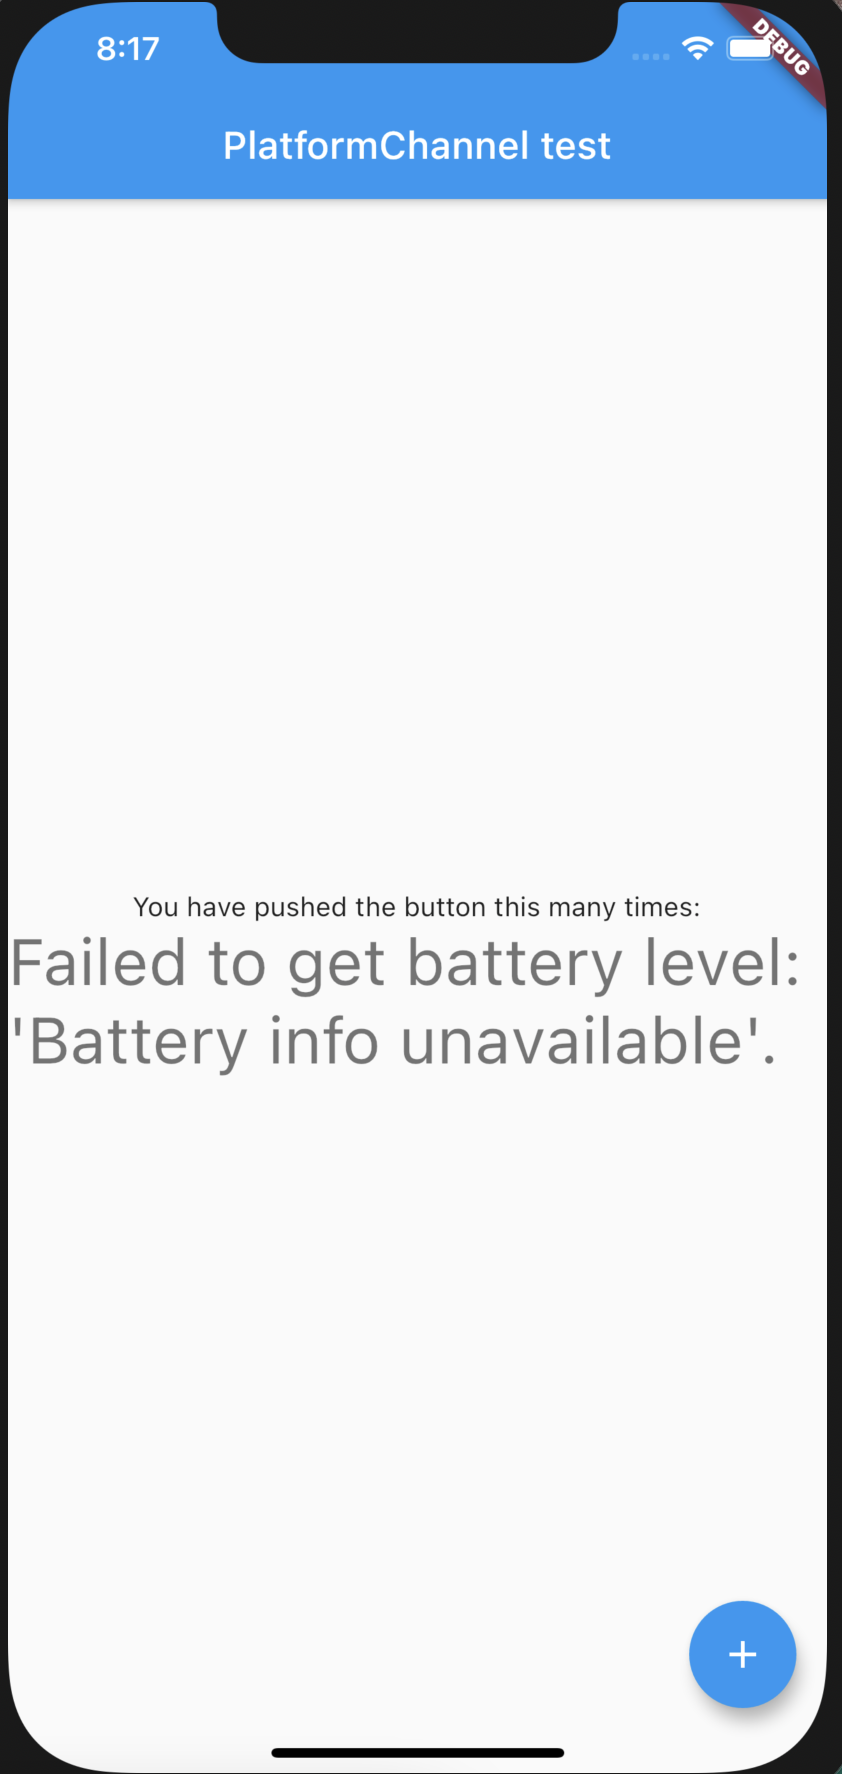 8:17
DEBUG
PlatformChannel test
You have pushed the button this many times:
Failed to get battery level:
'Battery info unavailable'.
+